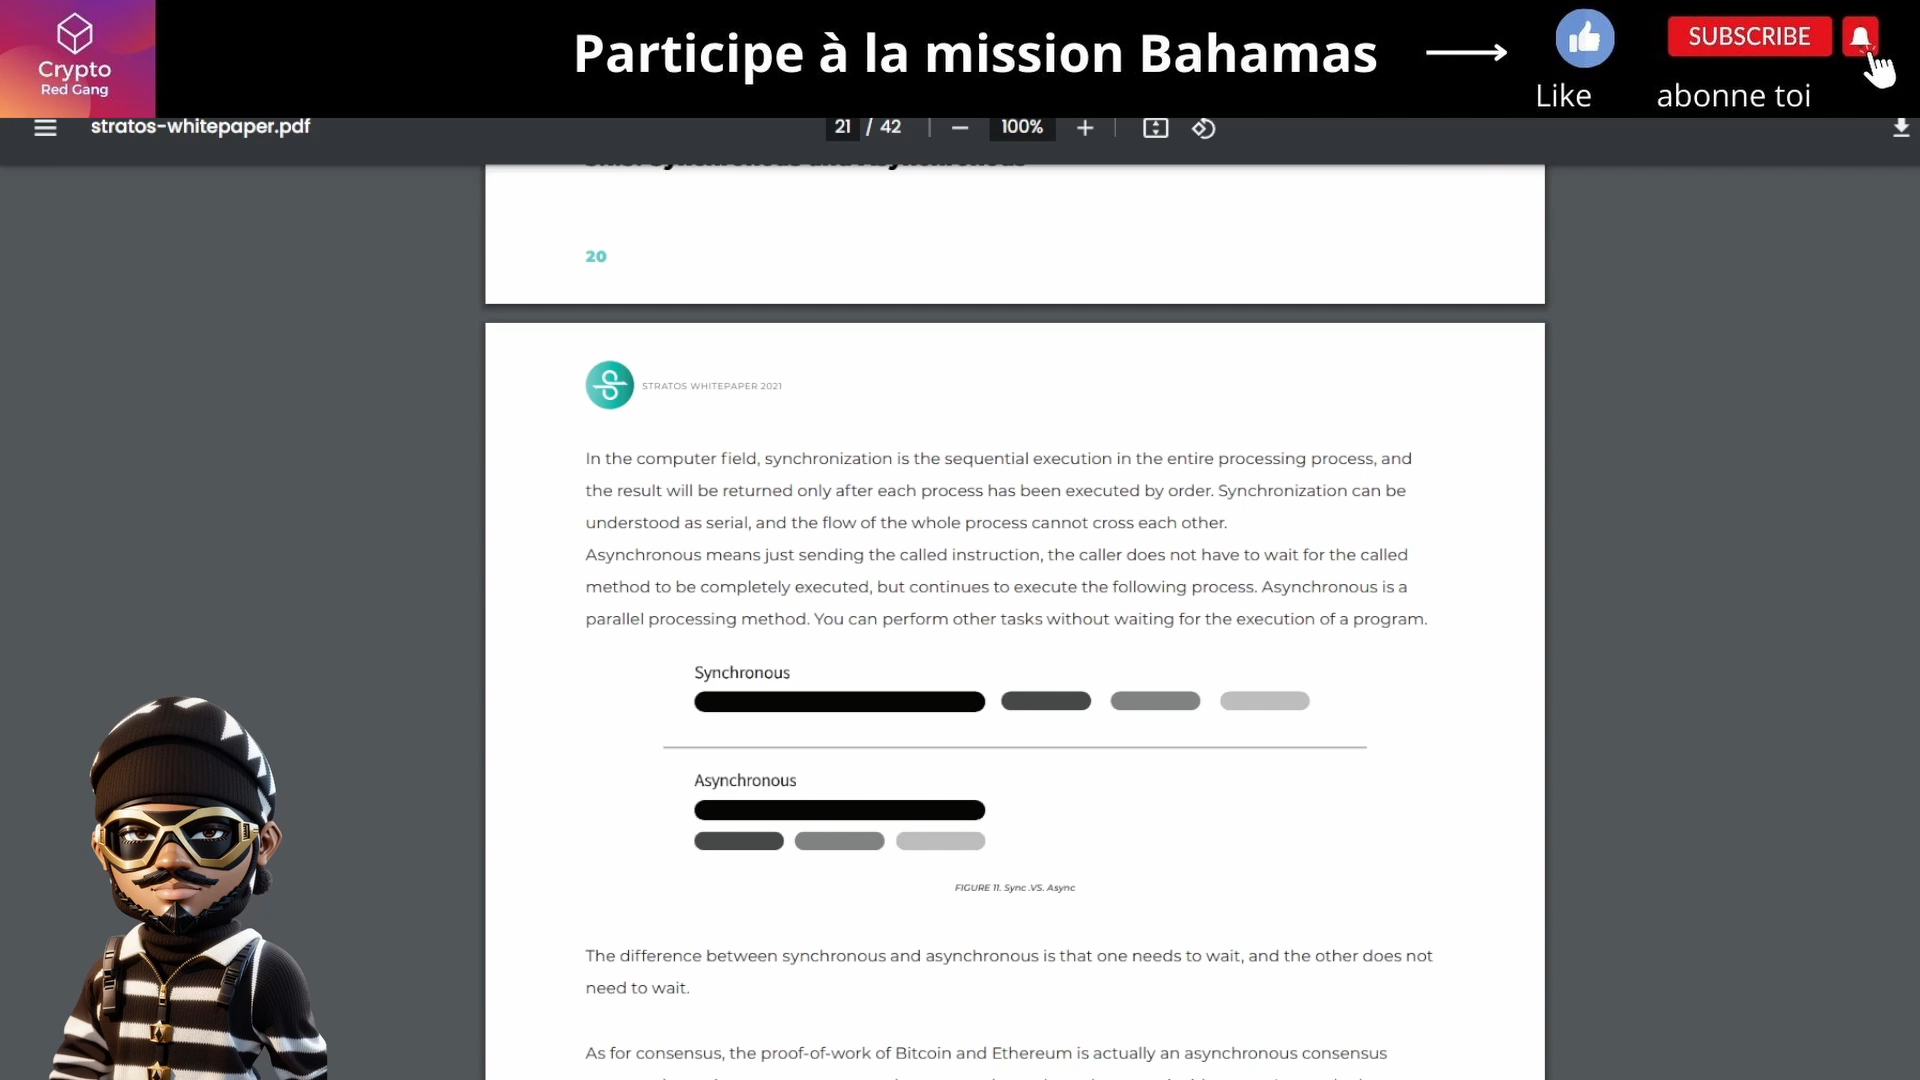 Participe à la mission Bahamas
SUBSCRIBE
Like
abonne toi
Crypto
Red Gang
stratos-whitepaper.pdf
21 / 42
100%
Synchronous and Asynchronous
20
STRATOS WHITEPAPER 2021
In the computer field, synchronization is the sequential execution in the entire processing process, and
the result will be returned only after each process has been executed by order. Synchronization can be
understood as serial, and the flow of the whole process cannot cross each other.
Asynchronous means just sending the called instruction, the caller does not have to wait for the called
method to be completely executed, but continues to execute the following process. Asynchronous is a
parallel processing method. You can perform other tasks without waiting for the execution of a program.
Synchronous
Asynchronous
FIGURE 11. Sync .VS. Async
The difference between synchronous and asynchronous is that one needs to wait, and the other does not
need to wait.
As for consensus, the proof-of-work of Bitcoin and Ethereum is actually an asynchronous consensus